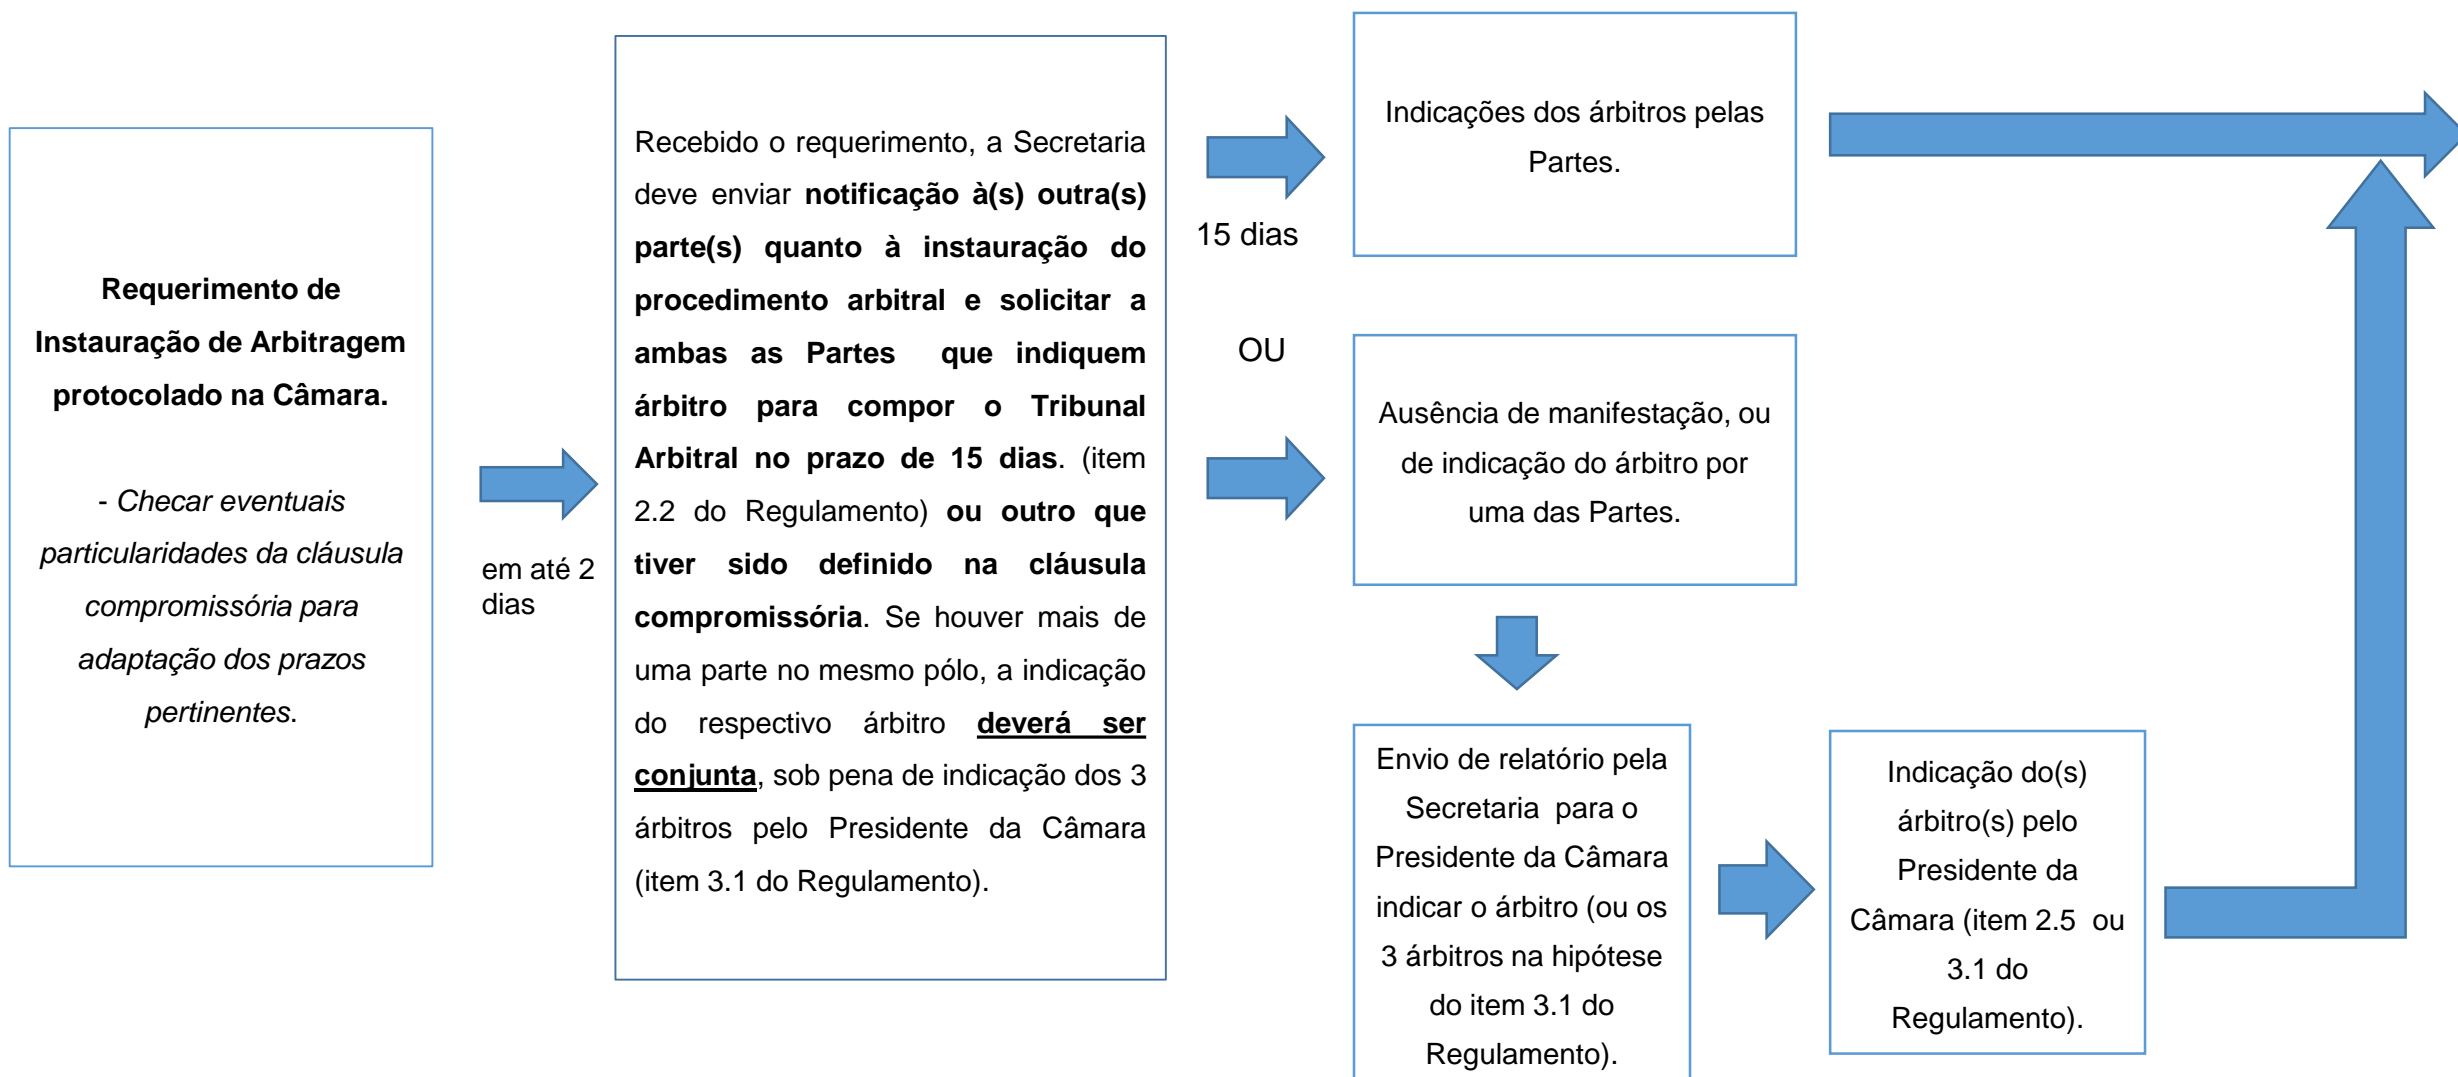 Requerimento de
Instauração de Arbitragem
protocolado na Câmara.
- Checar eventuais
particularidades da cláusula
compromissória para
adaptação dos prazos
pertinentes.
em até 2
dias
Recebido o requerimento, a Secretaria
deve enviar notificação à(s) outra(s)
parte(s) quanto à instauração do
procedimento arbitral e solicitar a
ambas as Partes que indiquem
árbitro para compor o Tribunal
Arbitral no prazo de 15 dias. (item
2.2 do Regulamento) ou outro que
tiver sido definido na cláusula
compromissória. Se houver mais de
uma parte no mesmo pólo, a indicação
do respectivo árbitro deverá ser
conjunta, sob pena de indicação dos 3
árbitros pelo Presidente da Câmara
(item 3.1 do Regulamento).
15 dias
OU
Indicações dos árbitros pelas
Partes.
Ausência de manifestação, ou
de indicação do árbitro por
uma das Partes.
Envio de relatório pela
Secretaria para o
Presidente da Câmara
indicar o árbitro (ou os
3 árbitros na hipótese
do item 3.1 do
Regulamento).
Indicação do(s)
árbitro(s) pelo
Presidente da
Câmara (item 2.5 ou
3.1 do
Regulamento).